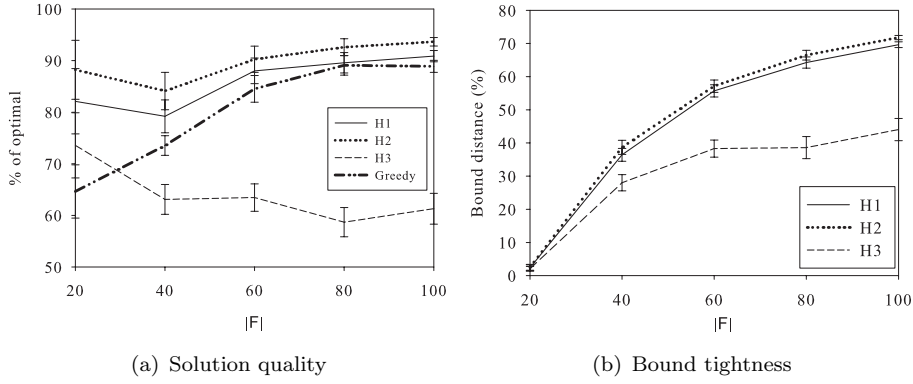 100
90
80
70
60
50
% of optimal
20 40 60 80 100
|F|
H1
H2
H3
Greedy
(a) Solution quality
80
70
60
50
40
30
20
10
0
Bound distance (%)
20 40 60 80 100
|F|
H1
H2
H3
(b) Bound tightness